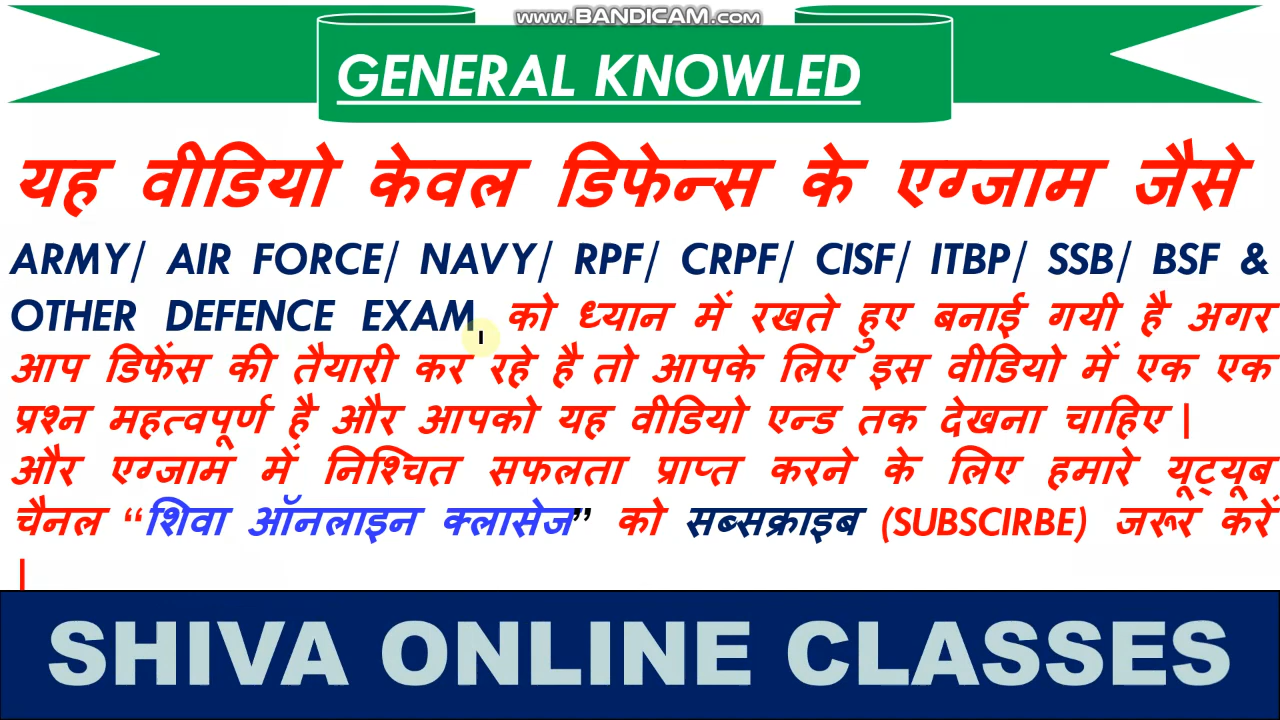 www.BANDICAM.com
GENERAL KNOWLED
यह वीडियो केवल डिफेन्स के एग्जाम जैसे
ARMY/ AIR FORCE/ NAVY/ RPF/ CRPF/ CISF/ ITBP/ SSB/ BSF &
OTHER DEFENCE EXAM को ध्यान में रखते हुए बनाई गयी है अगर
आप डिफेंस की तैयारी कर रहे है तो आपके लिए इस वीडियो में एक एक
प्रश्न महत्वपूर्ण है और आपको यह वीडियो एन्ड तक देखना चाहिए |
और एग्जाम में निश्चित सफलता प्राप्त करने के लिए हमारे यूट्यूब
चैनल “शिवा ऑनलाइन क्लासेज” को सब्सक्राइब (SUBSCIRBE) जरूर करें
|
SHIVA ONLINE CLASSES